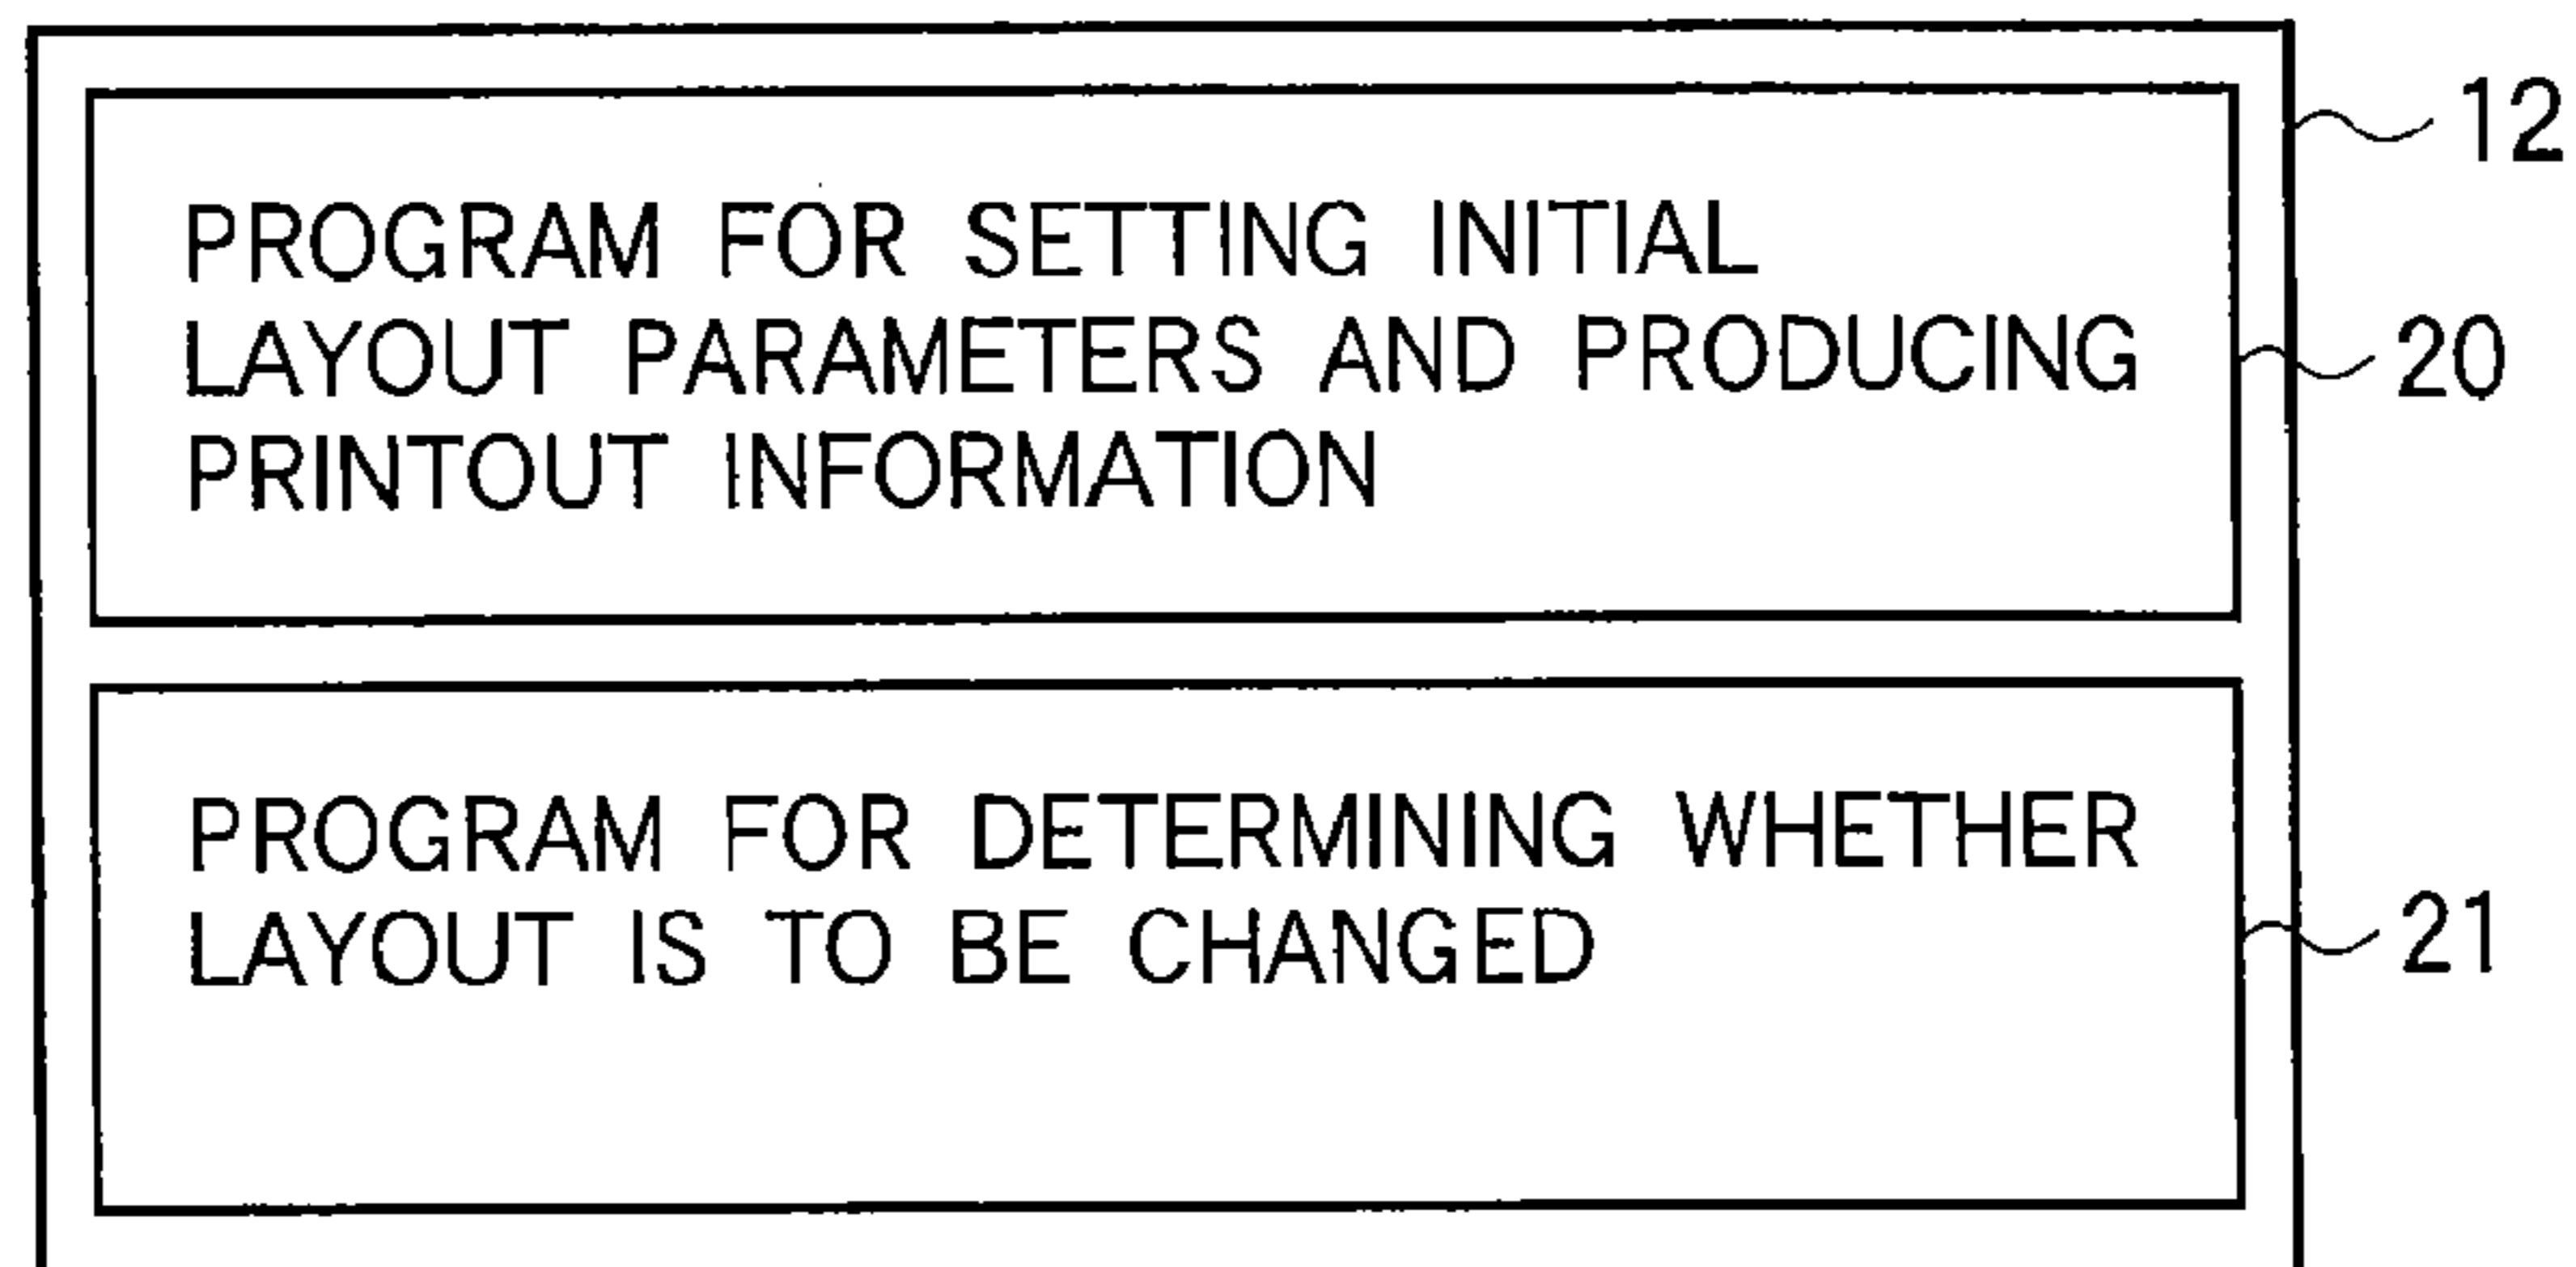 12
PROGRAM FOR SETTING INITIAL
LAYOUT PARAMETERS AND PRODUCING
PRINTOUT INFORMATION
20
PROGRAM FOR DETERMINING WHETHER
LAYOUT IS TO BE CHANGED
21